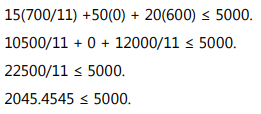 15(700/11) +50(0) + 20(600) ≤ 5000.
10500/11 + 0 + 12000/11 ≤ 5000.
22500/11 ≤ 5000.
2045.4545 ≤ 5000.